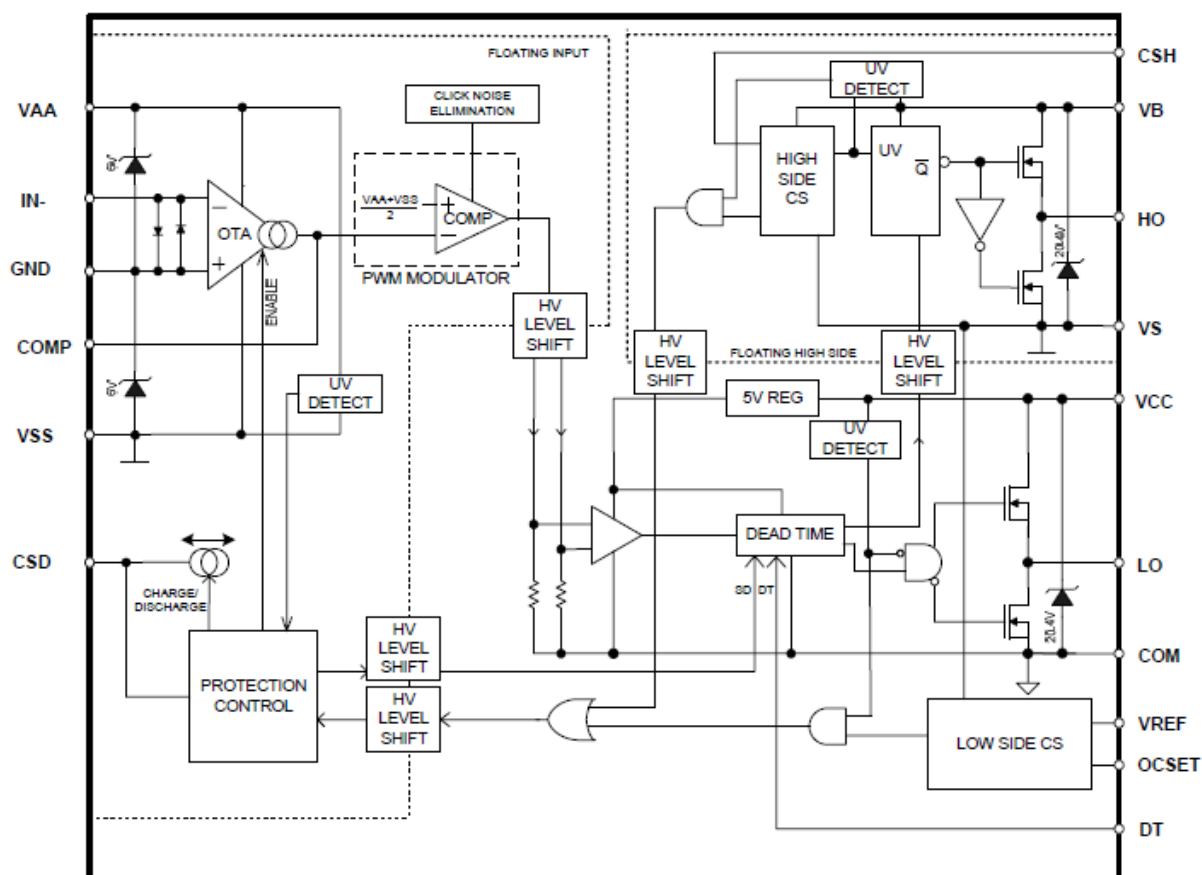 FLOATING INPUT
CLICK NOISE
ELLIMINATION
VAA
6V
IN-
OTA
-
+
GND
ENABLE
COMP
6V
VSS
UV
DETECT
VAA+VSS
2
+
COMP
-
PWM MODULATOR
HV
LEVEL
SHIFT
CSH
UV
DETECT
VB
HIGH
SIDE
CS
UV
Q
HO
20.4V
VS
HV
LEVEL
SHIFT
FLOATING HIGH SIDE
HV
LEVEL
SHIFT
5V REG
VCC
UV
DETECT
DEAD TIME
SD
DT
LO
20.4V
COM
CSD
CHARGE/
DISCHARGE
PROTECTION
CONTROL
HV
LEVEL
SHIFT
HV
LEVEL
SHIFT
LOW SIDE CS
VREF
OCSET
DT